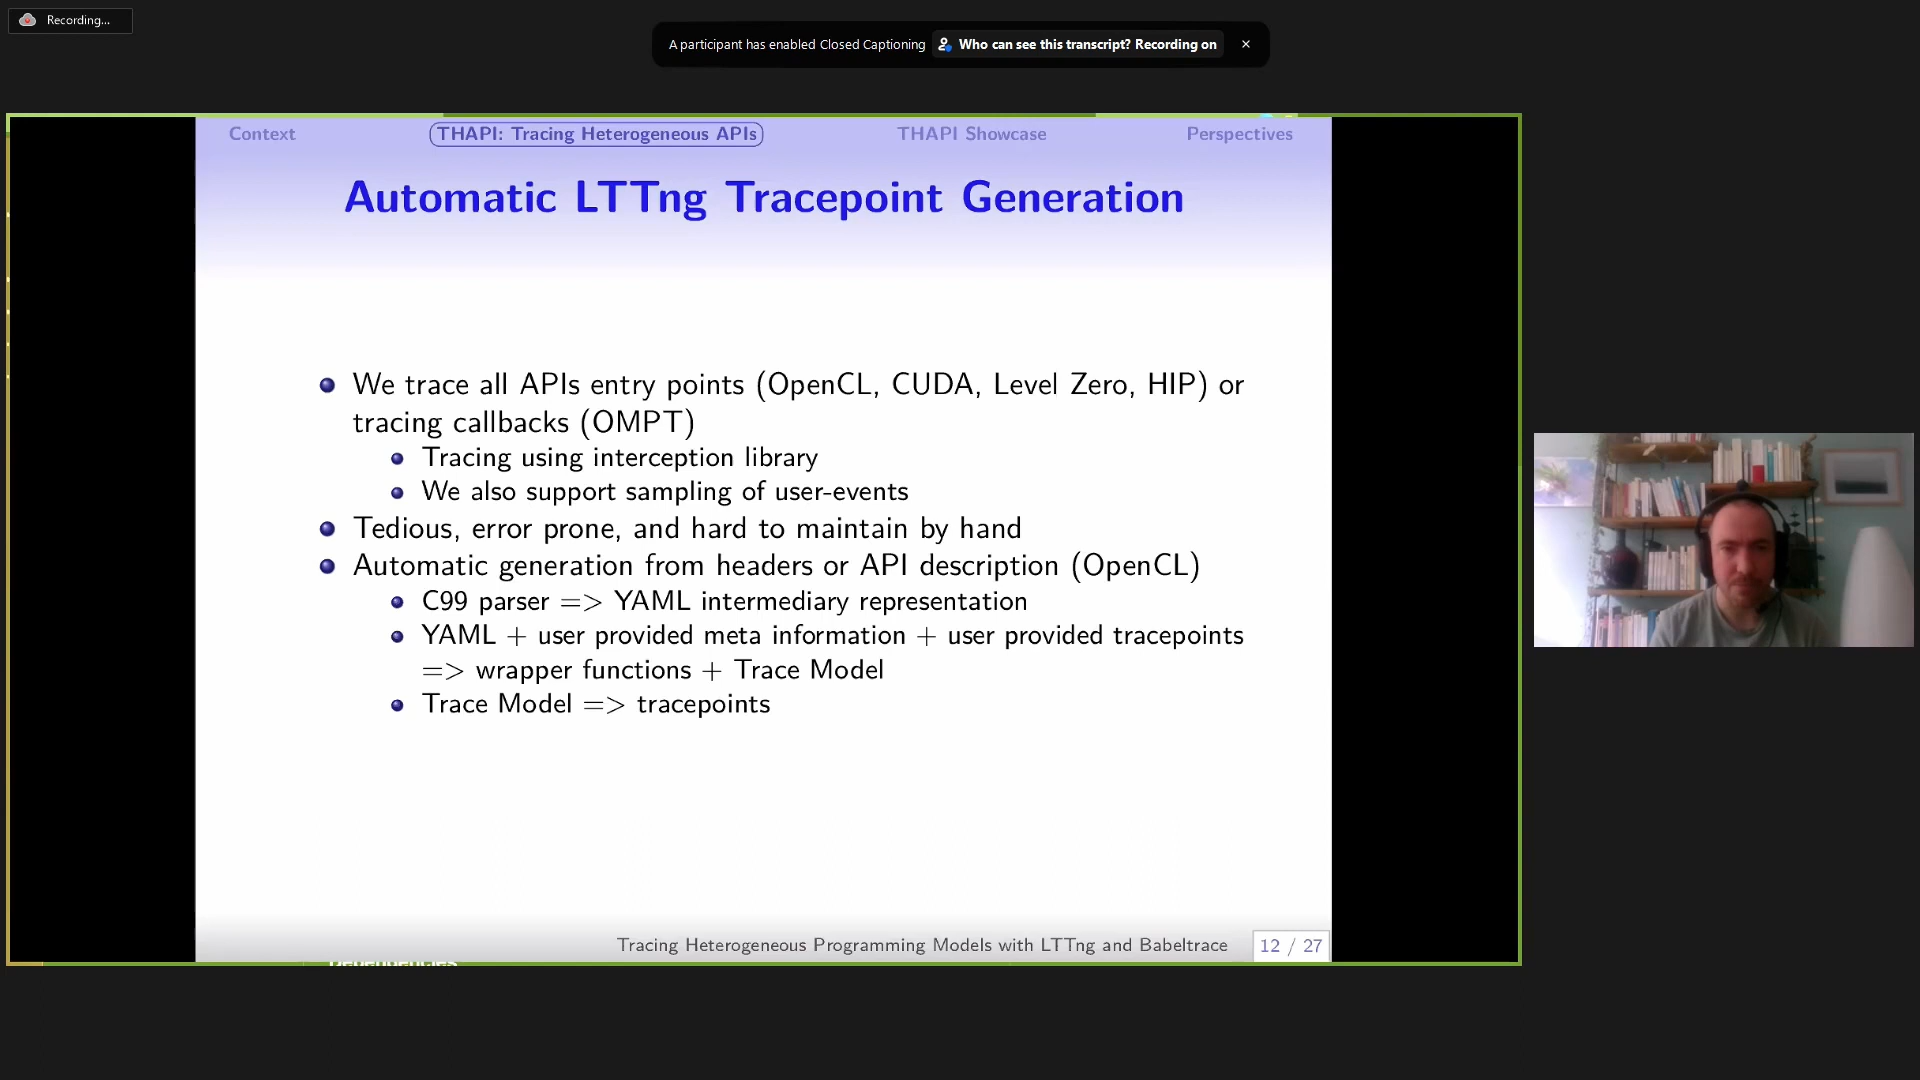 Recording...
A participant has enabled Closed Captioning Who can see this transcript? Recording on
Context THAPI: Tracing Heterogeneous APIs THAPI Showcase Perspectives
Automatic LTTng Tracepoint Generation
We trace all APIs entry points (OpenCL, CUDA, Level Zero, HIP) or
tracing callbacks (OMPT)
Tracing using interception library
We also support sampling of user-events
Tedious, error prone, and hard to maintain by hand
Automatic generation from headers or API description (OpenCL)
C99 parser => YAML intermediary representation
YAML + user provided meta information + user provided tracepoints
=> wrapper functions + Trace Model
Trace Model => tracepoints
Tracing Heterogeneous Programming Models with LTTng and Babeltrace 12 / 27
Dependencies